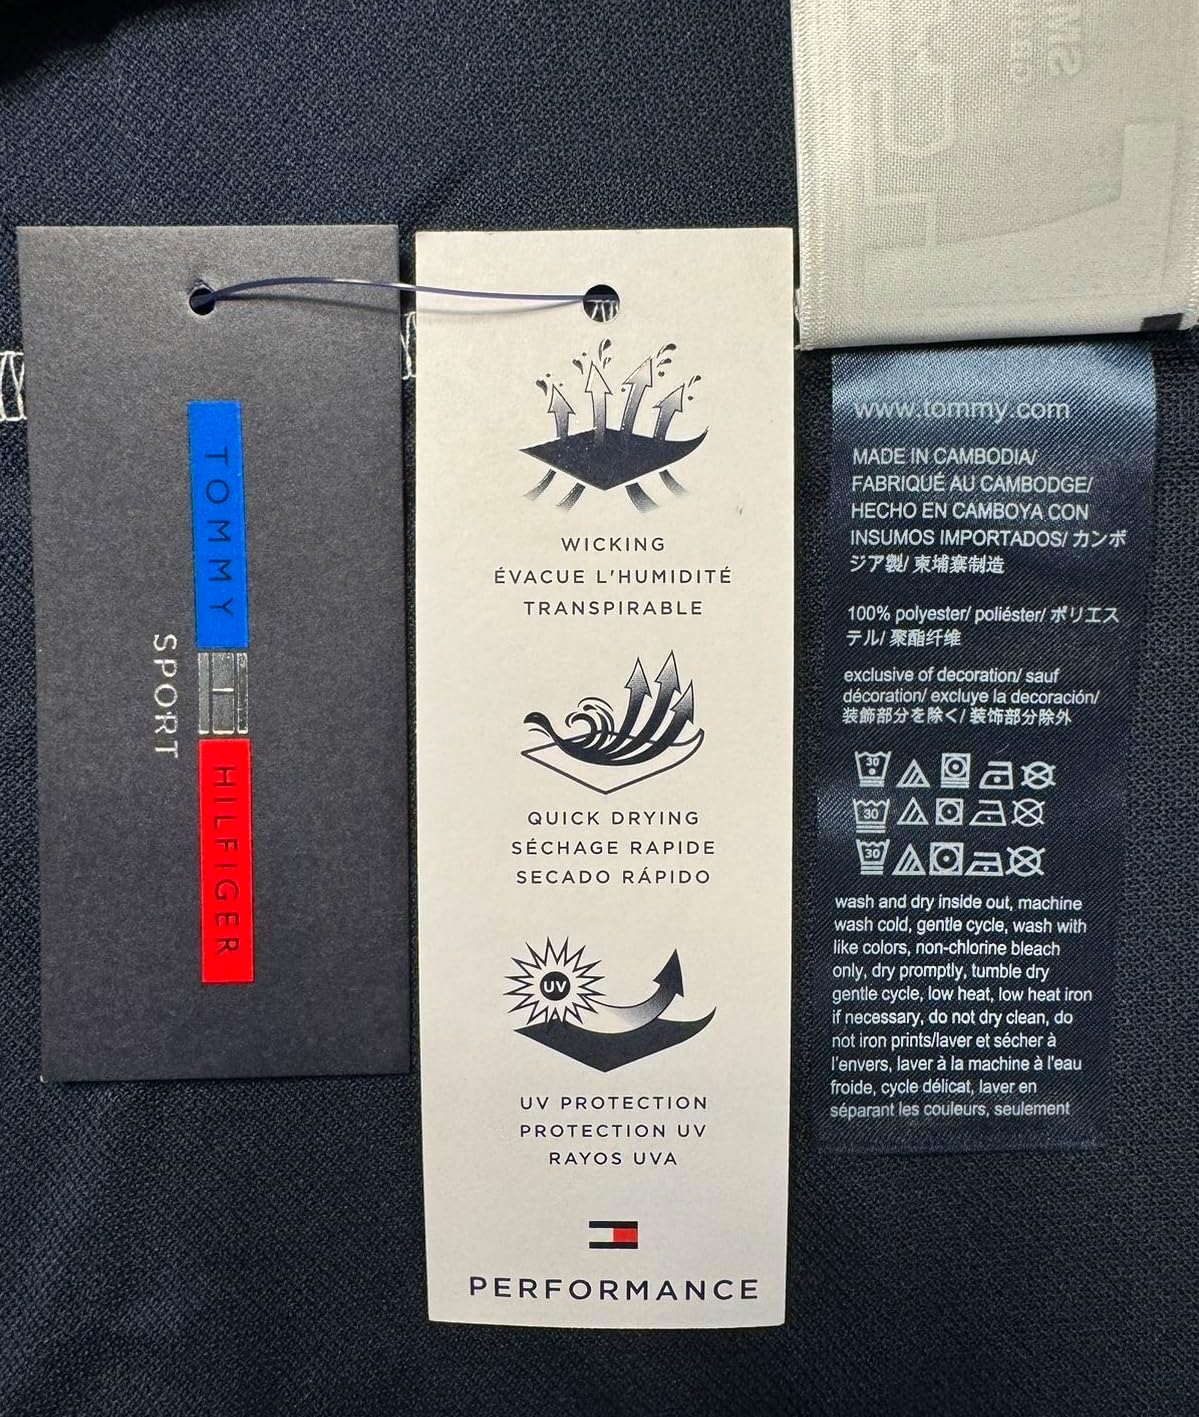 TOMMY
HILFIGER
SPORT
WICKING
ÉVACUE L'HUMIDITÉ
TRANSPIRABLE
QUICK DRYING
SÉCHAGE RAPIDE
SECADO RÁPIDO
UV
UV PROTECTION
PROTECTION UV
RAYOS UVA
PERFORMANCE
www.tommy.com
MADE IN CAMBODIA/
FABRIQUÉ AU CAMBODGE/
HECHO EN CAMBOYA CON
INSUMOS IMPORTADOS/ カンボ
ジア製/ 柬埔寨制造
100% polyester/ poliéster/ ポリエス
テル/ 聚酯纤维
exclusive of decoration/ sauf
décoration/ excluye la decoración/
装飾部分を除く/ 装饰部分除外
30
30
30
wash and dry inside out, machine
wash cold, gentle cycle, wash with
like colors, non-chlorine bleach
only, dry promptly, tumble dry
gentle cycle, low heat, low heat iron
if necessary, do not dry clean, do
not iron prints/laver et sécher à
l'envers, laver à la machine à l'eau
froide, cycle délicat, laver en
séparant les couleurs, seulement